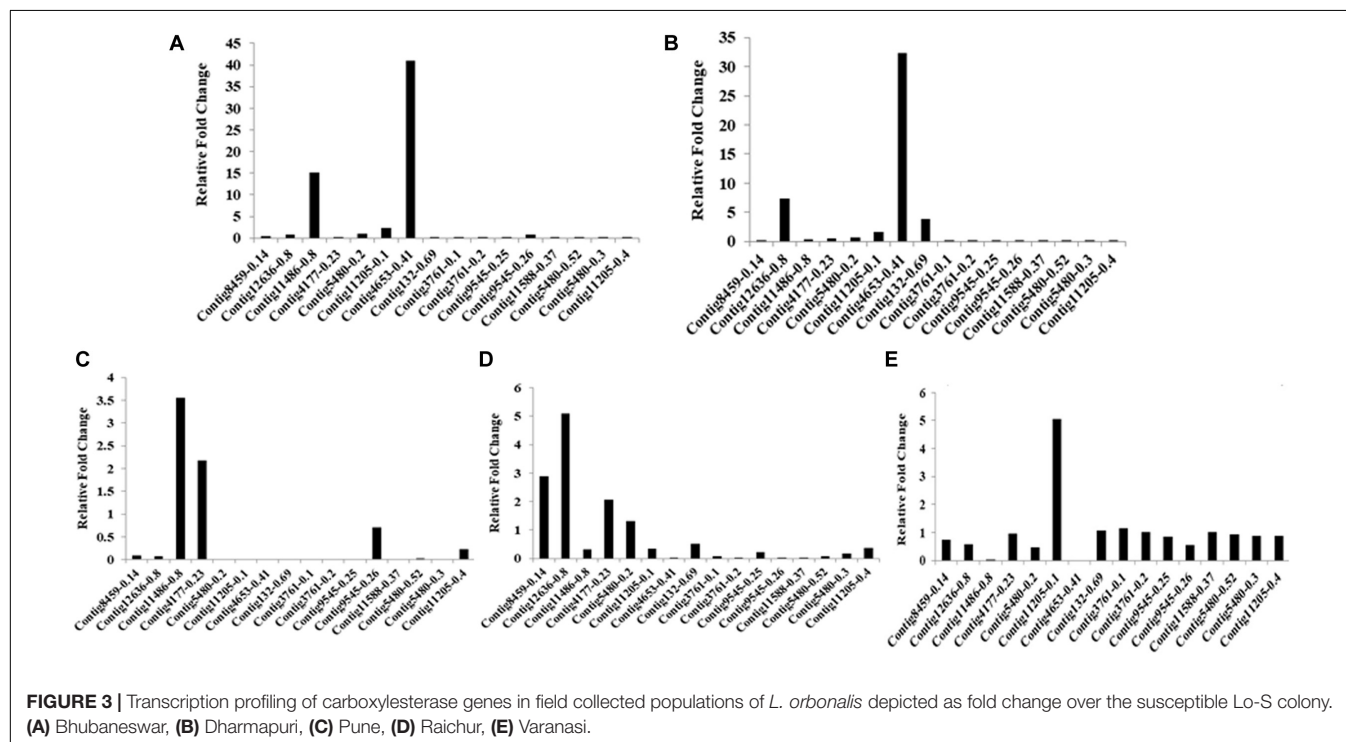 A
Relative Fold Change
45
40
35
30
25
20
15
10
5
0
Contig8459-0.14
Contig12636-0.8
Contig11486-0.8
Contig4177-0.23
Contig5480-0.2
Contig11205-0.1
Contig4653-0.41
Contig132-0.69
Contig3761-0.1
Contig3761-0.2
Contig9545-0.25
Contig9545-0.26
Contig11588-0.37
Contig5480-0.52
Contig5480-0.3
Contig11205-0.4
B
Relative Fold Change
35
30
25
20
15
10
5
0
Contig8459-0.14
Contig12636-0.8
Contig11486-0.8
Contig4177-0.23
Contig5480-0.2
Contig11205-0.1
Contig4653-0.41
Contig132-0.69
Contig3761-0.1
Contig3761-0.2
Contig9545-0.25
Contig9545-0.26
Contig11588-0.37
Contig5480-0.52
Contig5480-0.3
Contig11205-0.4
C
Relative Fold Change
4
3.5
3
2.5
2
1.5
1
0.5
0
Contig8459-0.14
Contig12636-0.8
Contig11486-0.8
Contig4177-0.23
Contig5480-0.2
Contig11205-0.1
Contig4653-0.41
Contig132-0.69
Contig3761-0.1
Contig3761-0.2
Contig9545-0.25
Contig9545-0.26
Contig11588-0.37
Contig5480-0.52
Contig5480-0.3
Contig11205-0.4
D
Relative Fold Change
6
5
4
3
2
1
0
Contig8459-0.14
Contig12636-0.8
Contig11486-0.8
Contig4177-0.23
Contig5480-0.2
Contig11205-0.1
Contig4653-0.41
Contig132-0.69
Contig3761-0.1
Contig3761-0.2
Contig9545-0.25
Contig9545-0.26
Contig11588-0.37
Contig5480-0.52
Contig5480-0.3
Contig11205-0.4
E
Relative Fold Change
6
5
4
3
2
1
0
Contig8459-0.14
Contig12636-0.8
Contig11486-0.8
Contig4177-0.23
Contig5480-0.2
Contig11205-0.1
Contig4653-0.41
Contig132-0.69
Contig3761-0.1
Contig3761-0.2
Contig9545-0.25
Contig9545-0.26
Contig11588-0.37
Contig5480-0.52
Contig5480-0.3
Contig11205-0.4
FIGURE 3 | Transcription profiling of carboxylesterase genes in field collected populations of L. orbonalis depicted as fold change over the susceptible Lo-S colony.
(A) Bhubaneswar, (B) Dharmapuri, (C) Pune, (D) Raichur, (E) Varanasi.